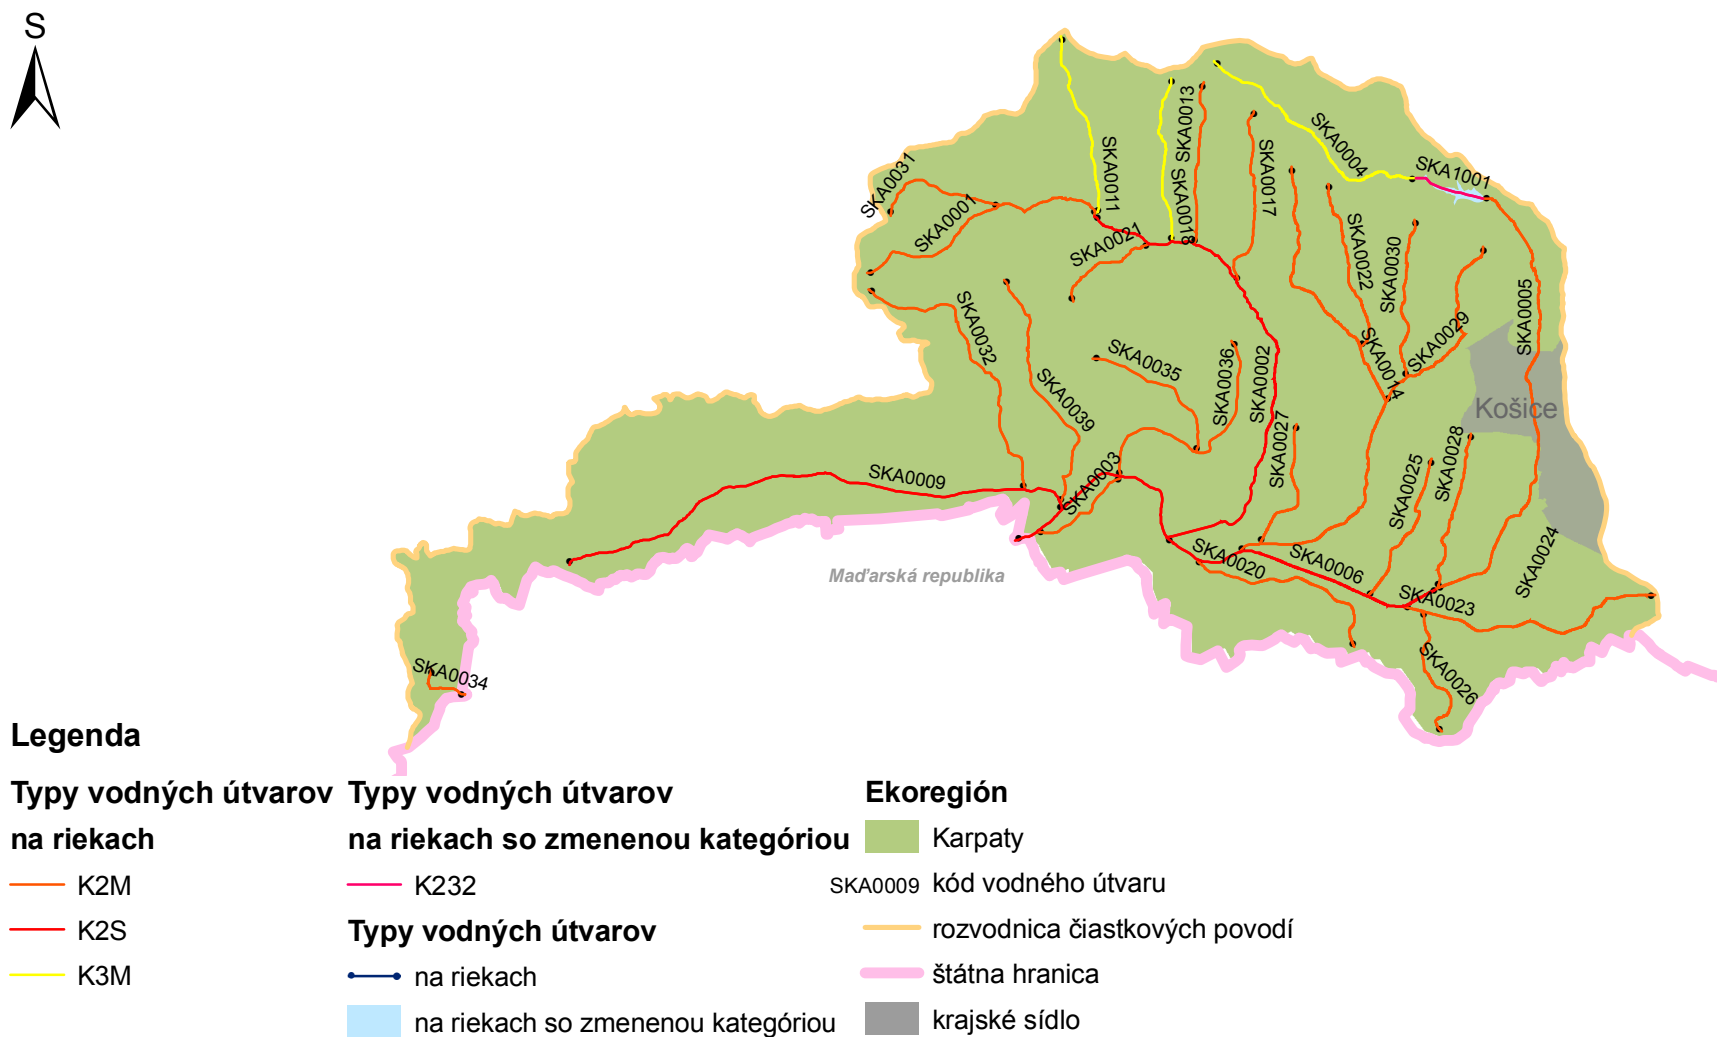 S
SKA0031
SKA0001
SKA0011
SKA0018
SKA0013
SKA0017
SKA0004
SKA1001
SKA0021
SKA0022
SKA0030
SKA0029
SKA0005
SKA0032
SKA0039
SKA0035
SKA0036
SKA0002
SKA0014
Košice
SKA0027
SKA0025
SKA0028
SKA0009
SKA0003
SKA0020
SKA0006
SKA0023
SKA0024
SKA0026
SKA0034
Maďarská republika
Legenda
Typy vodných útvarov
na riekach
K2M
K2S
K3M
Typy vodných útvarov
na riekach so zmenenou kategóriou
K232
Typy vodných útvarov
na riekach
na riekach so zmenenou kategóriou
Ekoregión
Karpaty
SKA0009 kód vodného útvaru
rozvodnica čiastkových povodí
štátna hranica
krajské sídlo